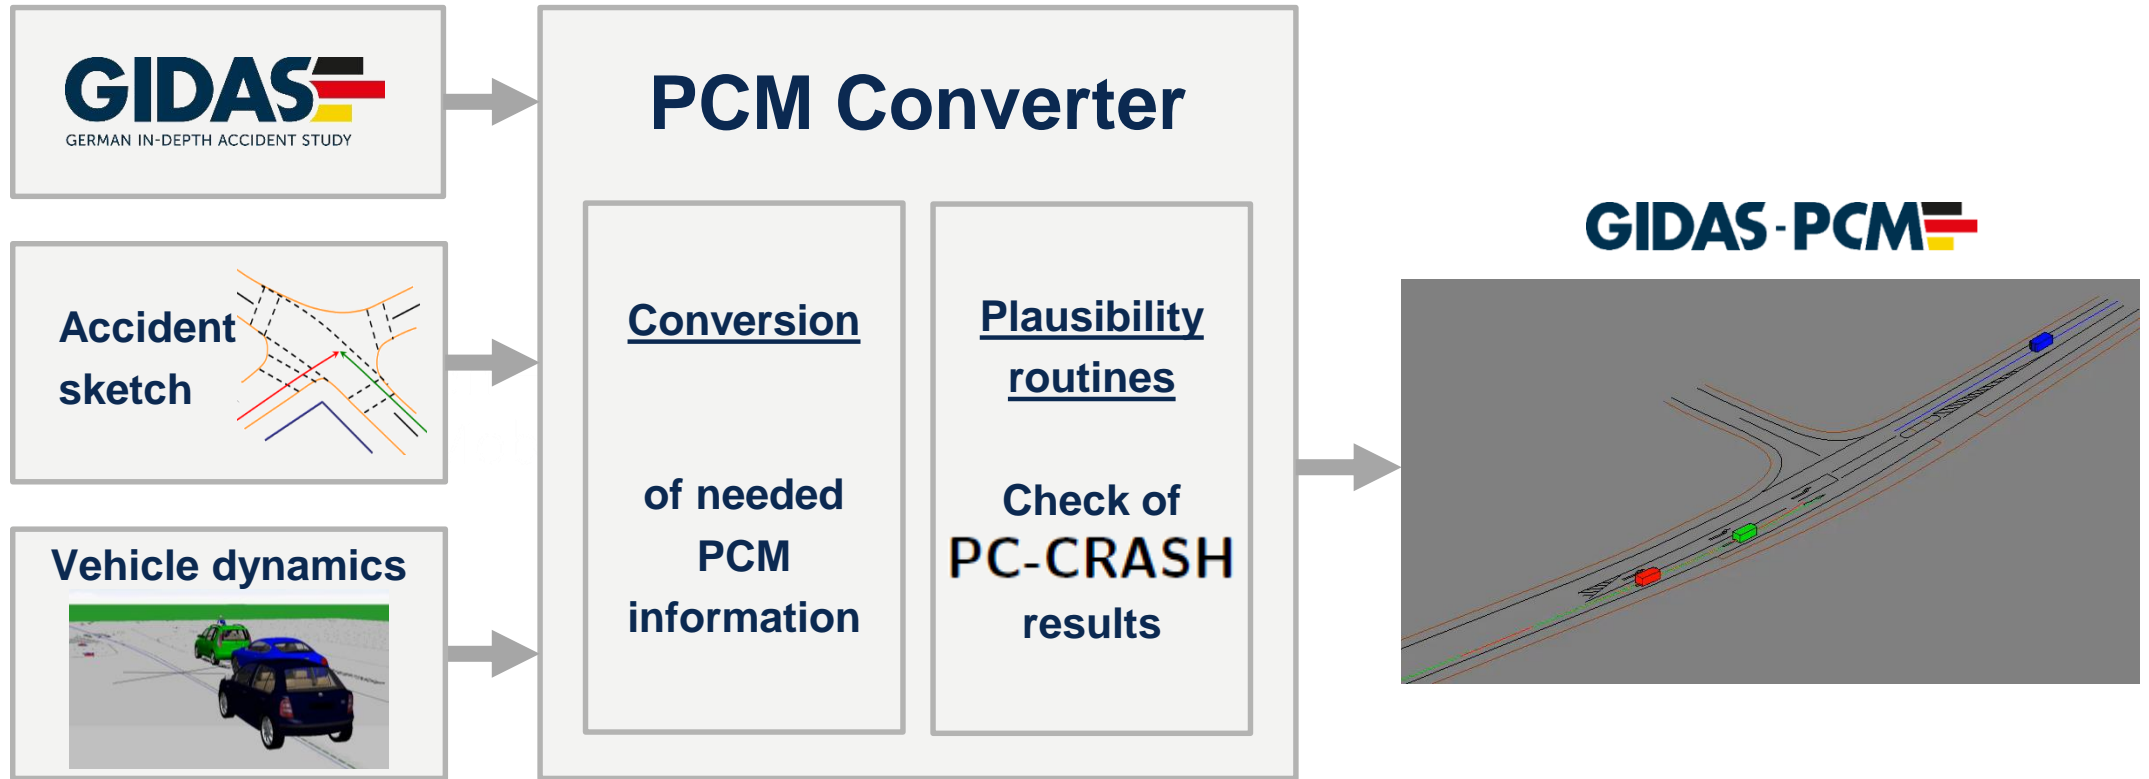 GIDAS
GERMAN IN-DEPTH ACCIDENT STUDY
Accident
sketch
Vehicle dynamics
PCM Converter
Conversion
of needed
PCM
information
Plausibility
routines
Check of
PC-CRASH
results
GIDAS-PCM